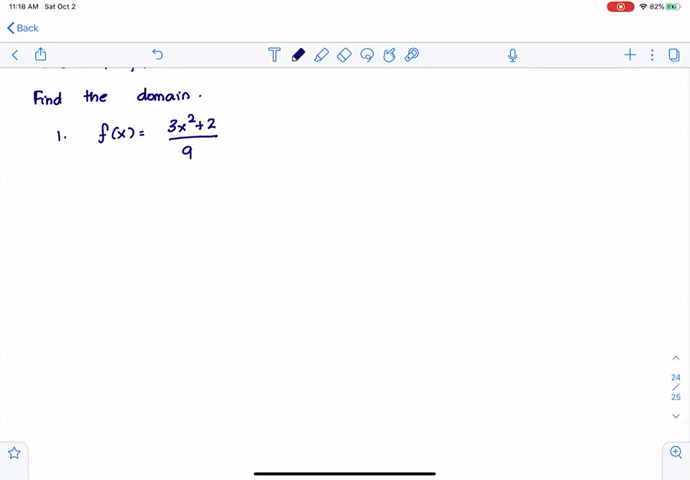 11:18 AM Sat Oct 2 82%
Back
T
Find the domain.
1. f(x) = 3x²+2
9
24
/
25